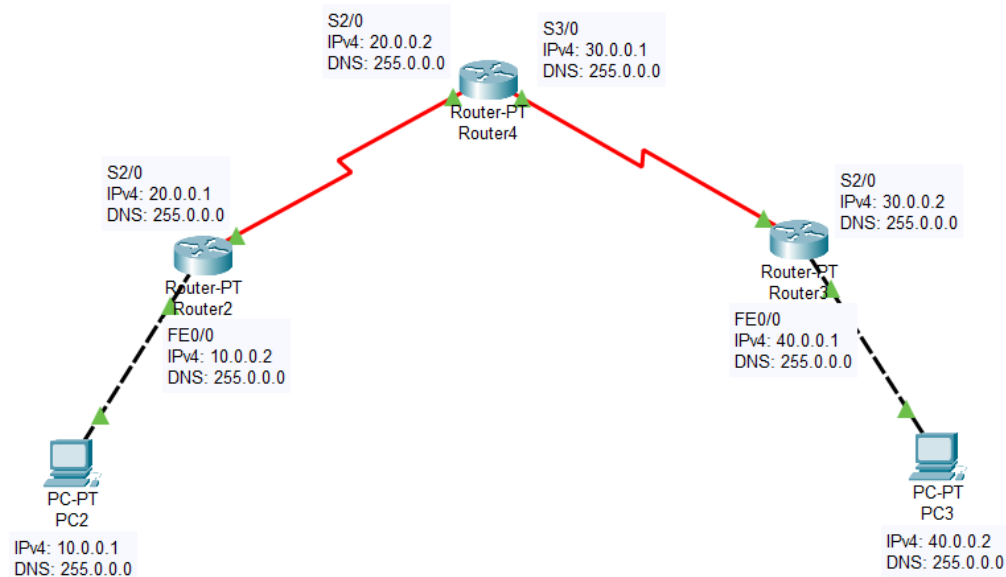 S2/0
IPv4: 20.0.0.2
DNS: 255.0.0.0
S3/0
IPv4: 30.0.0.1
DNS: 255.0.0.0
Router-PT
Router4
S2/0
IPv4: 20.0.0.1
DNS: 255.0.0.0
S2/0
IPv4: 30.0.0.2
DNS: 255.0.0.0
Router-PT
Router2
Router-PT
Router3
FE0/0
IPv4: 10.0.0.2
DNS: 255.0.0.0
FE0/0
IPv4: 40.0.0.1
DNS: 255.0.0.0
PC-PT
PC2
IPv4: 10.0.0.1
DNS: 255.0.0.0
PC-PT
PC3
IPv4: 40.0.0.2
DNS: 255.0.0.0